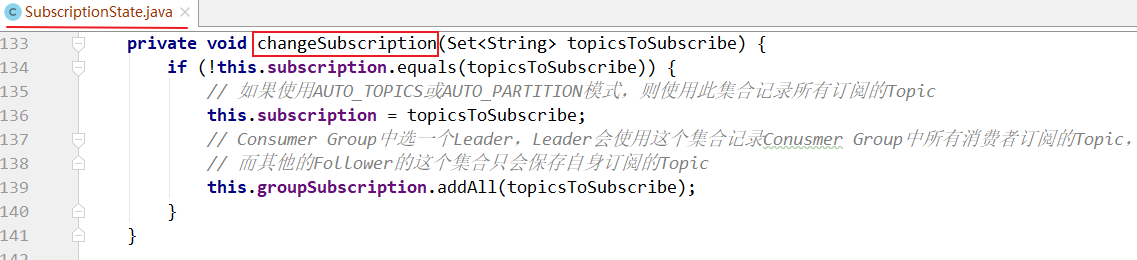 SubscriptionState.java
133 private void changeSubscription(Set<String> topicsToSubscribe) {
134 if (!this.subscription.equals(topicsToSubscribe)) {
135 // 如果使用AUTO_TOPICS或AUTO_PARTITION模式，则使用此集合记录所有订阅的Topic
136 this.subscription = topicsToSubscribe;
137 // Consumer Group中选一个Leader，Leader会使用这个集合记录Conusmer Group中所有消费者订阅的Topic，
138 // 而其他的Follower的这个集合只会保存自身订阅的Topic
139 this.groupSubscription.addAll(topicsToSubscribe);
140 }
141 }